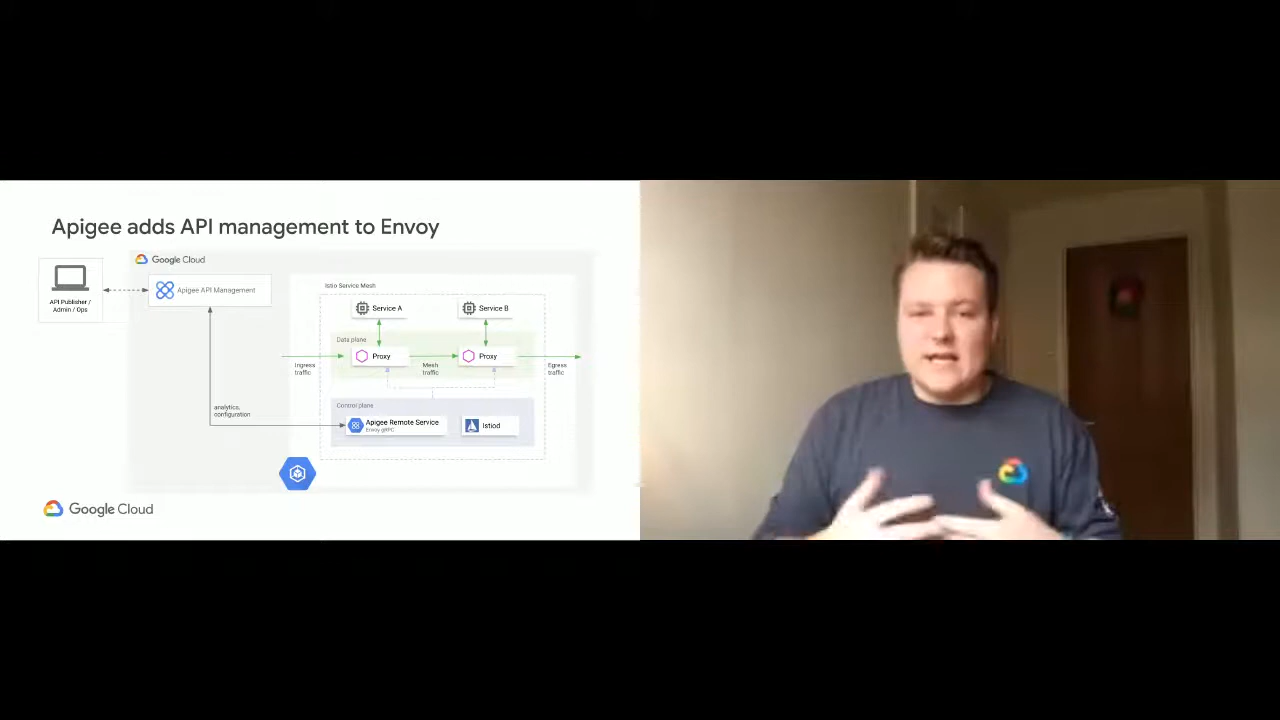 Apigee adds API management to Envoy
Google Cloud
API Publisher /
Admin / Ops
Apigee API Management
Istio Service Mesh
Service A
Service B
Data plane
Proxy
Proxy
Ingress
traffic
Mesh
traffic
Egress
traffic
analytics,
configuration
Control plane
Apigee Remote Service
Envoy gRPC
Istiod
Google Cloud